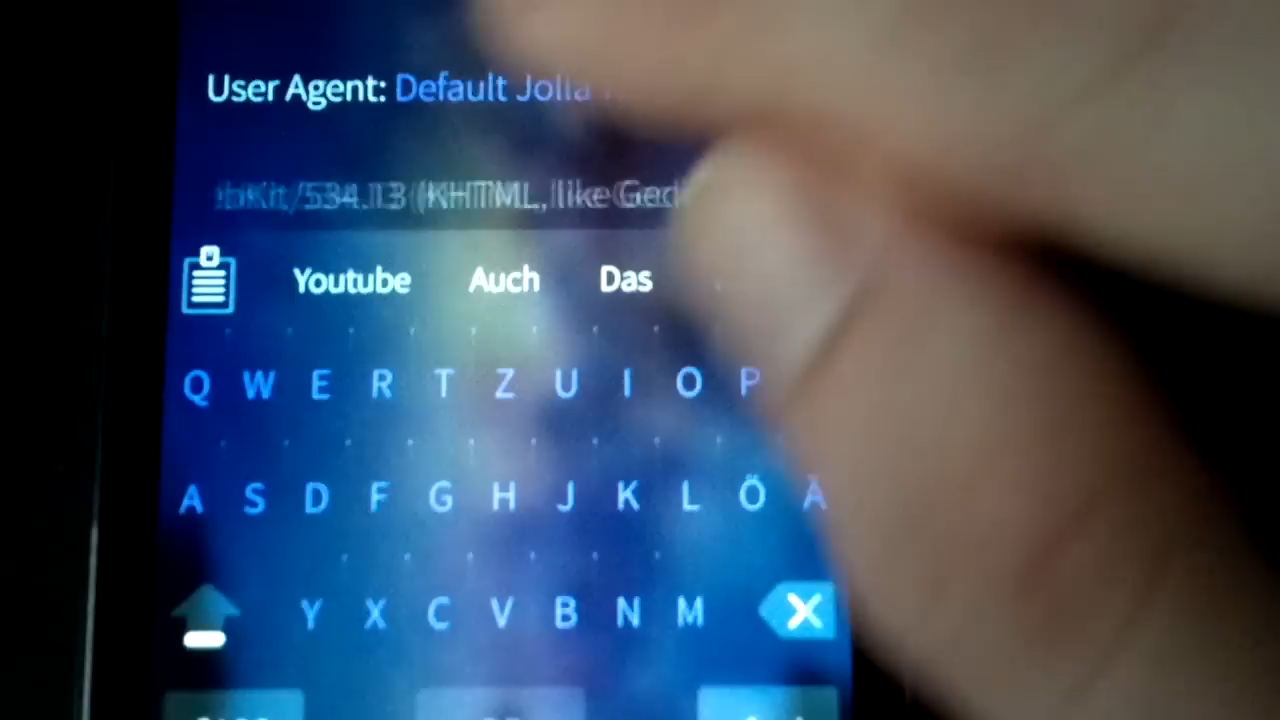 User Agent: Default Jolla
bKit/534.13 (KHTML, like Geck
Youtube Auch Das
Q W E R T Z U I O P
A S D F G H J K L Ö Ä
Y X C V B N M X